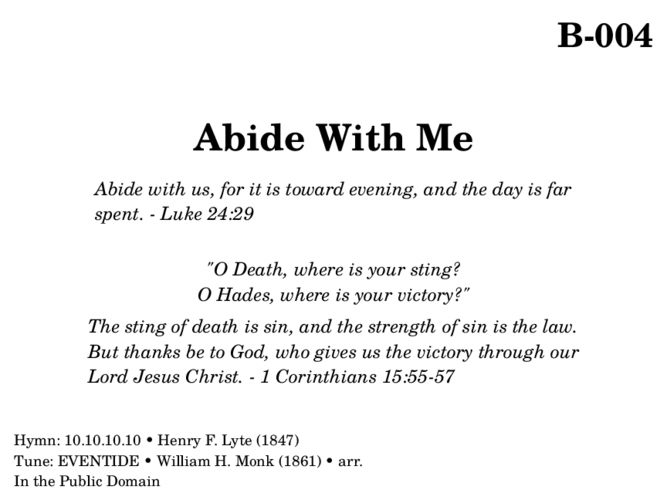 B-004
Abide With Me
Abide with us, for it is toward evening, and the day is far
spent. - Luke 24:29
"O Death, where is your sting?
O Hades, where is your victory?"
The sting of death is sin, and the strength of sin is the law.
But thanks be to God, who gives us the victory through our
Lord Jesus Christ. - 1 Corinthians 15:55-57
Hymn: 10.10.10.10 • Henry F. Lyte (1847)
Tune: EVENTIDE • William H. Monk (1861) • arr.
In the Public Domain